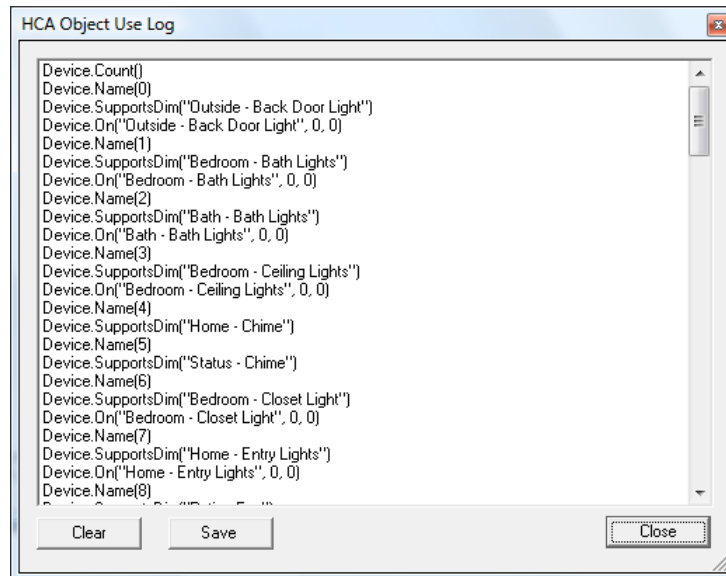 HCA Object Use Log
Device.Count()
Device.Name(0)
Device.SupportsDim("Outside - Back Door Light")
Device.On("Outside - Back Door Light", 0, 0)
Device.Name(1)
Device.SupportsDim("Bedroom - Bath Lights")
Device.On("Bedroom - Bath Lights", 0, 0)
Device.Name(2)
Device.SupportsDim("Bath - Bath Lights")
Device.On("Bath - Bath Lights", 0, 0)
Device.Name(3)
Device.SupportsDim("Bedroom - Ceiling Lights")
Device.On("Bedroom - Ceiling Lights", 0, 0)
Device.Name(4)
Device.SupportsDim("Home - Chime")
Device.Name(5)
Device.SupportsDim("Status - Chime")
Device.Name(6)
Device.SupportsDim("Bedroom - Closet Light")
Device.On("Bedroom - Closet Light", 0, 0)
Device.Name(7)
Device.SupportsDim("Home - Entry Lights")
Device.On("Home - Entry Lights", 0, 0)
Device.Name(8)
Clear
Save
Close